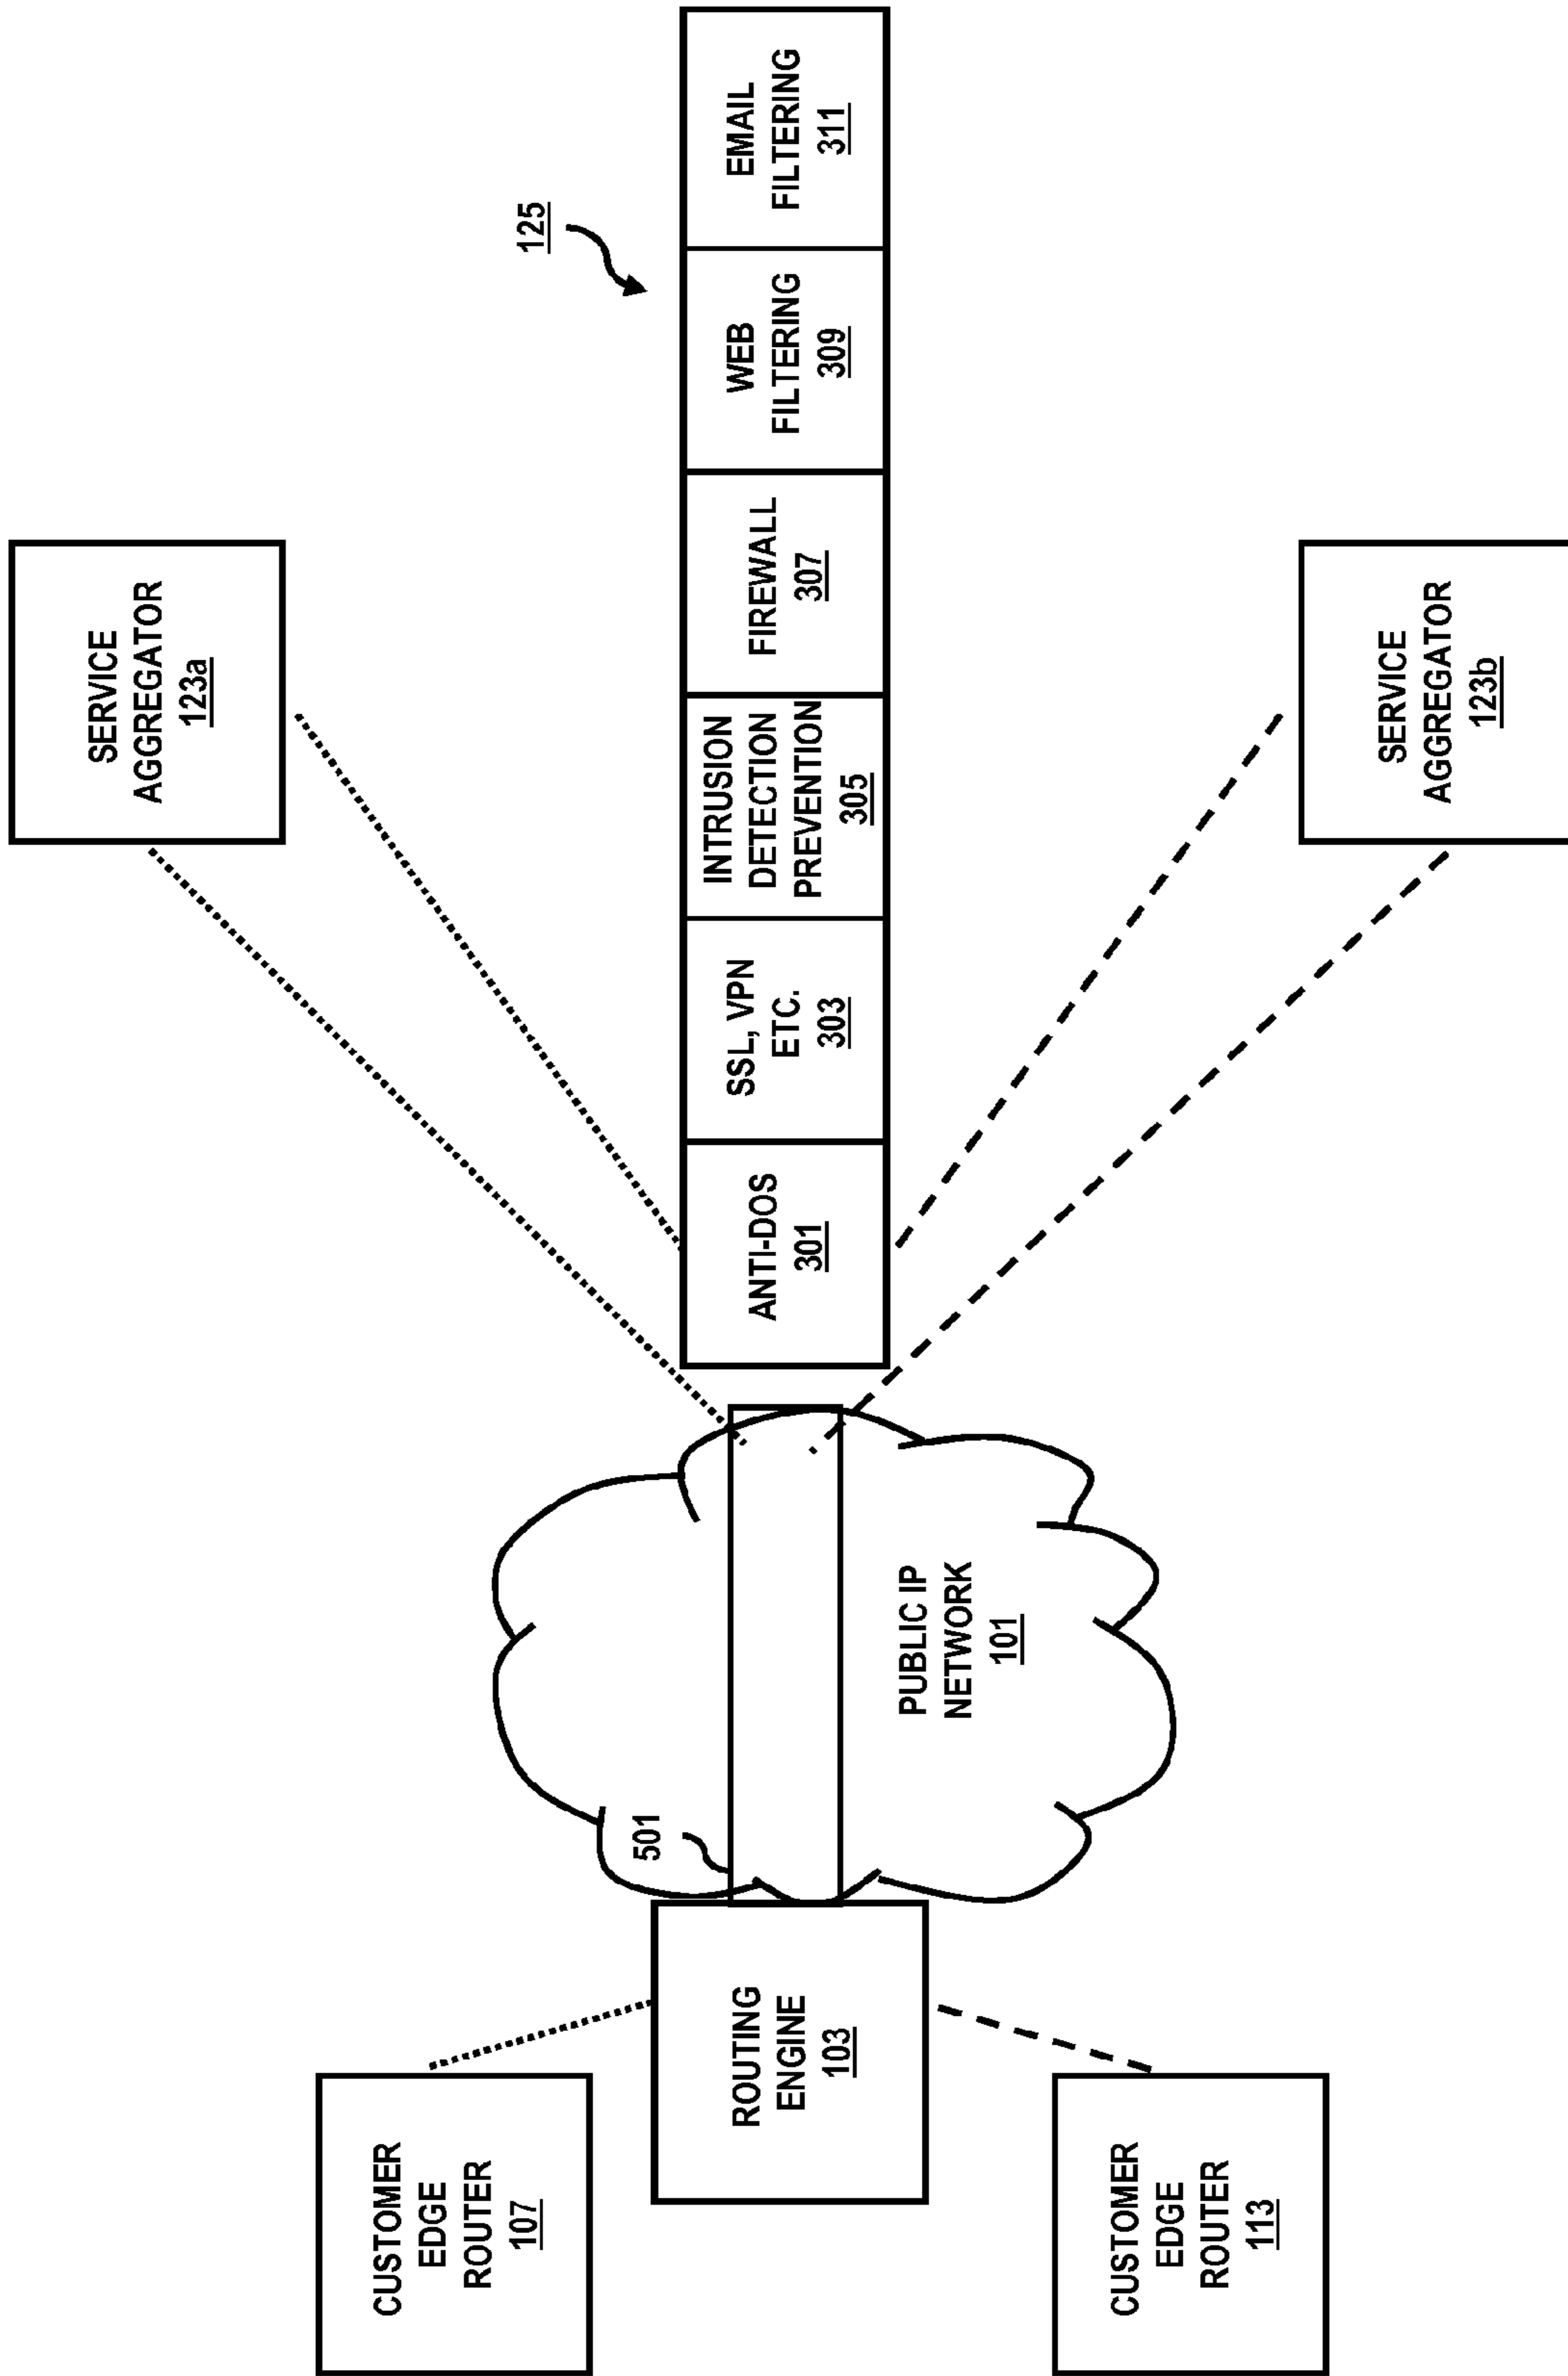 SERVICE
AGGREGATOR
123a
125
ANTI-DOS
301
SSL, VPN
ETC.
303
INTRUSION
DETECTION
PREVENTION
305
FIREWALL
307
WEB
FILTERING
309
EMAIL
FILTERING
311
CUSTOMER
EDGE
ROUTER
107
501
ROUTING
ENGINE
103
PUBLIC IP
NETWORK
101
CUSTOMER
EDGE
ROUTER
113
SERVICE
AGGREGATOR
123b